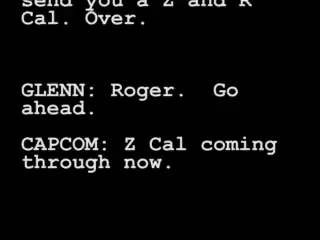 send you a Z and R
Cal. Over.
GLENN: Roger.  Go
ahead.
CAPCOM: Z Cal coming
through now.